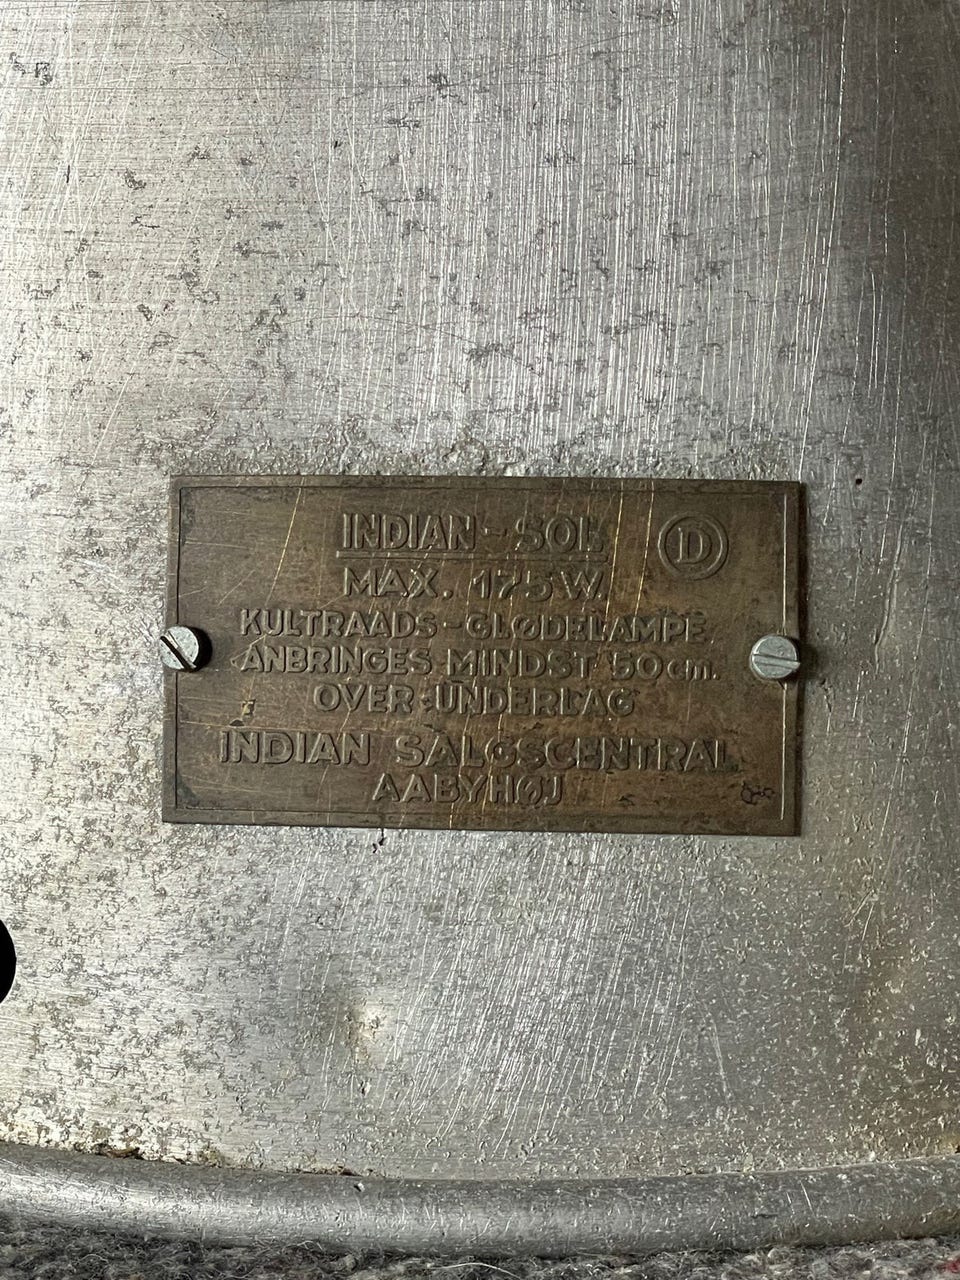 INDIAN-SOL D
MAX. 175 W.
KULTRAADS-GLØDELAMPE
ANBRINGES MINDST 50 cm.
OVER UNDERLAG
INDIAN SALGSCENTRAL
AABYHØJ